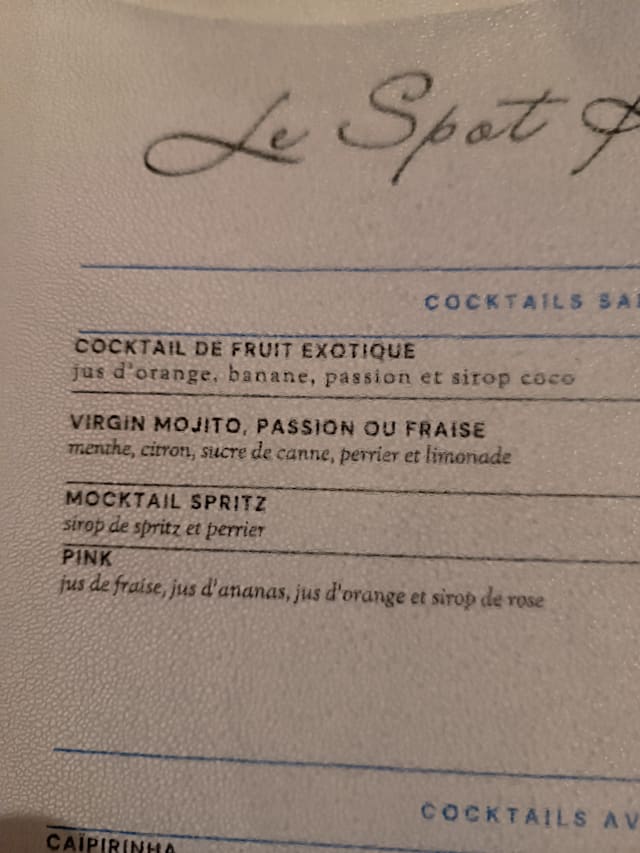 Le Spot
COCKTAILS
COCKTAIL DE FRUIT EXOTIQUE
jus d'orange, banane, passion et sirop coco
VIRGIN MOJITO, PASSION OU FRAISE
menthe, citron, sucre de canne, perrier et limonade
MOCKTAIL SPRITZ
sirop de spritz et perrier
PINK
jus de fraise, jus d'ananas, jus d'orange et sirop de rose
COCKTAILS AV
CAÏPIRINHA